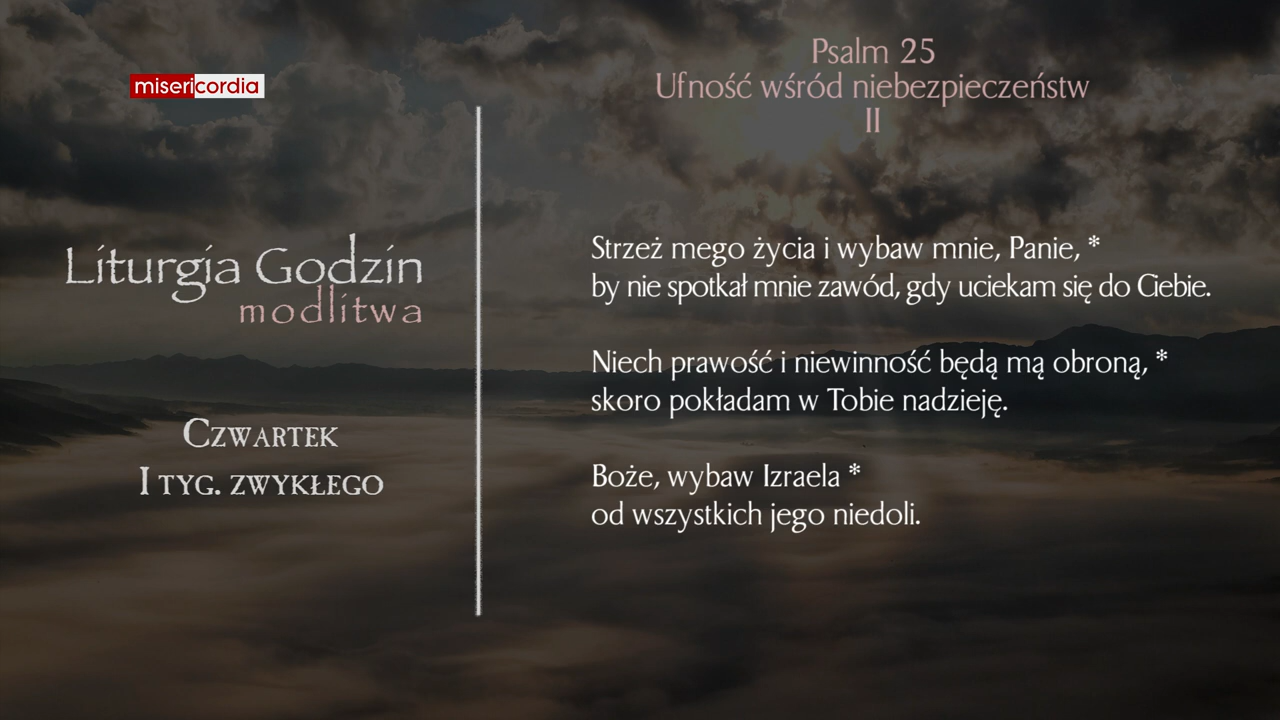 misericordia
Liturgia Godzin
modlitwa
Czwartek
I tyg. zwykłego
Psalm 25
Ufność wśród niebezpieczeństw
II
Strzeż mego życia i wybaw mnie, Panie, *
by nie spotkał mnie zawód, gdy uciekam się do Ciebie.
Niech prawość i niewinność będą mą obroną, *
skoro pokładam w Tobie nadzieję.
Boże, wybaw Izraela *
od wszystkich jego niedoli.